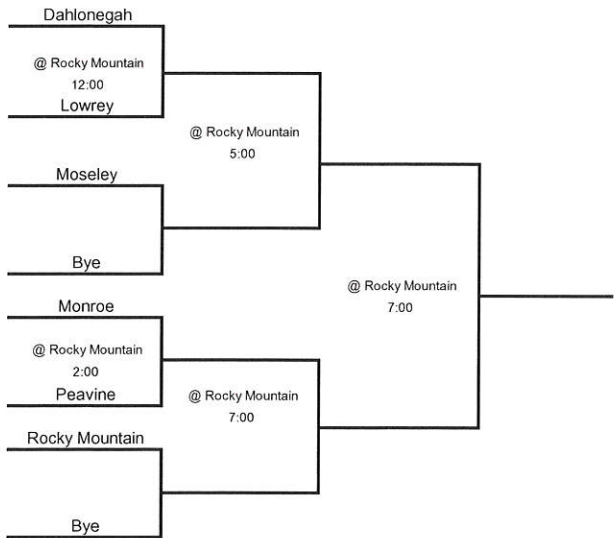 Dahlonegah
@ Rocky Mountain
12:00
Lowrey
@ Rocky Mountain
5:00
Moseley
Bye
@ Rocky Mountain
7:00
Monroe
@ Rocky Mountain
2:00
Peavine
@ Rocky Mountain
7:00
Rocky Mountain
Bye